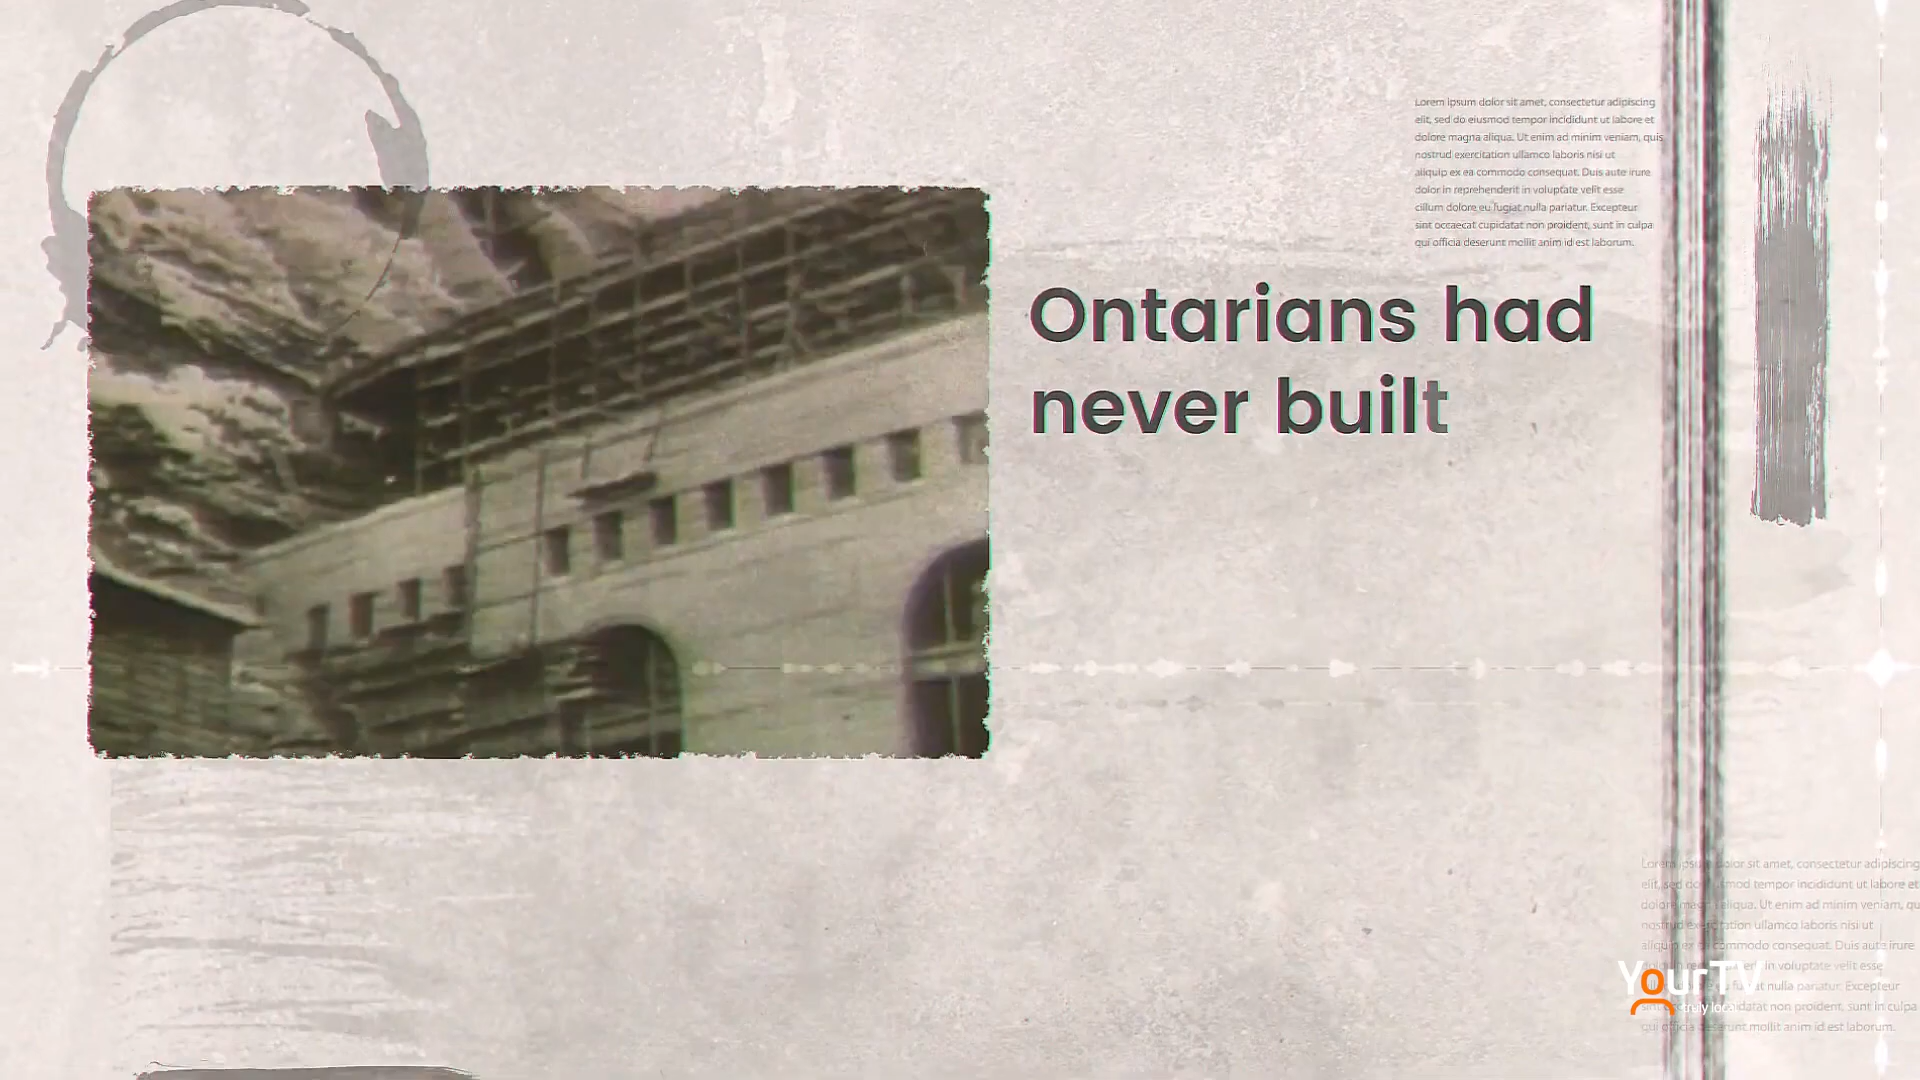 Lorem ipsum dolor sit amet, consectetur adipiscing
elit, sed do eiusmod tempor incididunt ut labore et
dolore magna aliqua. Ut enim ad minim veniam, quis
nostrud exercitation ullamco laboris nisi ut
aliquip ex ea commodo consequat. Duis aute irure
dolor in reprehenderit in voluptate velit esse
cillum dolore eu fugiat nulla pariatur. Excepteur
sint occaecat cupidatat non proident, sunt in culpa
qui officia deserunt mollit anim id est laborum.
Ontarians had
never built
dolor sit amet, consectetur adipiscing
tempor incididunt ut labore et
aliqua. Ut enim ad minim veniam,
ullamco laboris nisi ut
commodo consequat. Duis aute irure
in voluptate velit esse
nulla pariatur. Excepteur
non proident, sunt in culpa
deserunt mollit anim id est laborum.
YourTV
truly local